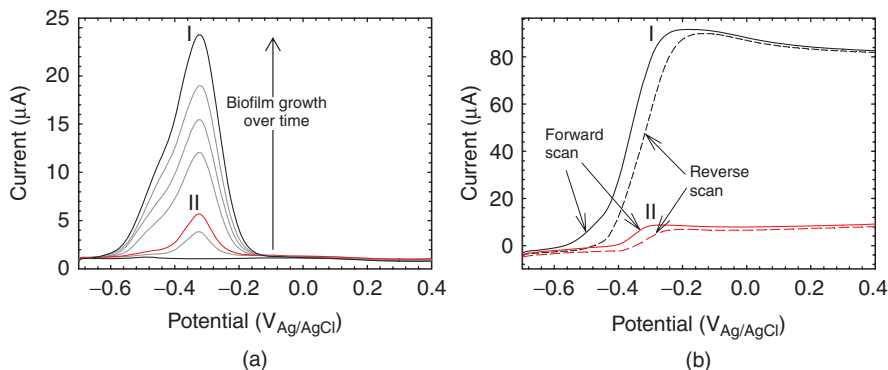 25
20
15
10
5
0
Current (μA)
I
II
Biofilm growth
over time
−0.6
−0.4
−0.2
0.0
0.2
0.4
Potential (V_Ag/AgCl)
(a)
80
60
40
20
0
Current (μA)
I
II
Forward
scan
Reverse
scan
−0.6
−0.4
−0.2
0.0
0.2
0.4
Potential (V_Ag/AgCl)
(b)